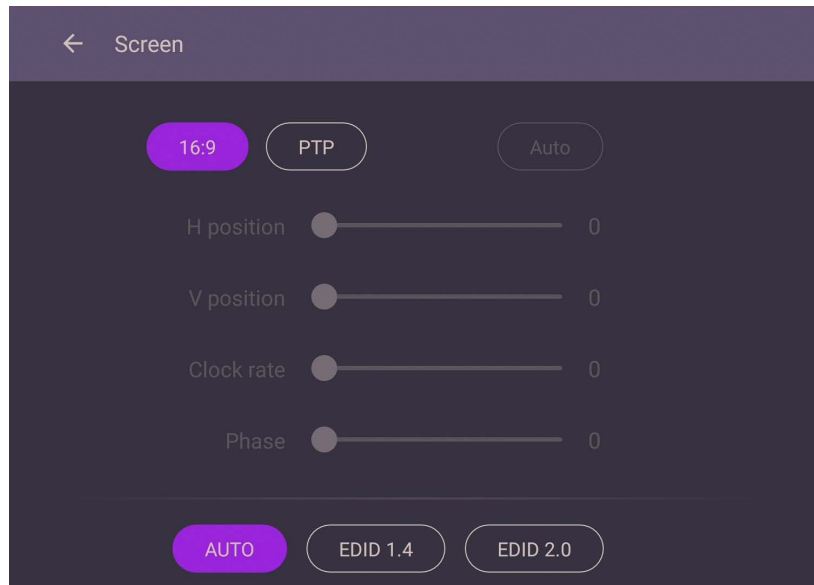 Screen
16:9 PTP Auto
H position 0
V position 0
Clock rate 0
Phase 0
AUTO EDID 1.4 EDID 2.0